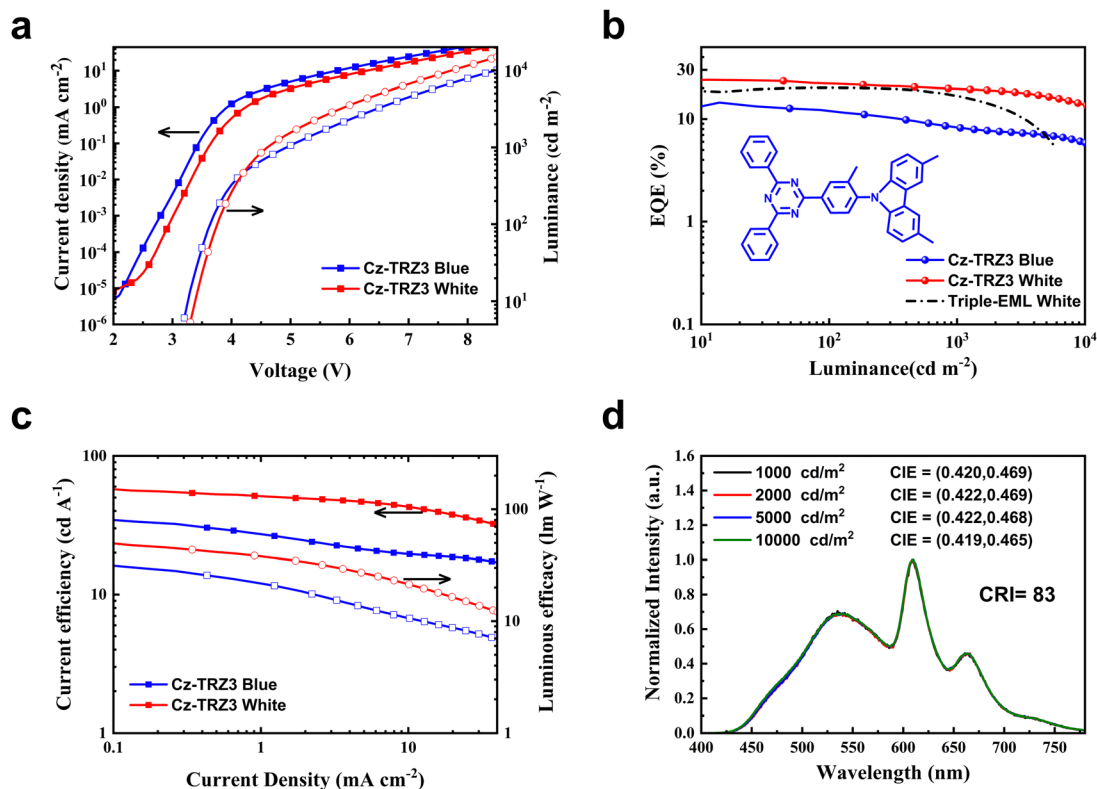 a
Current density (mA cm⁻²)
10¹
10⁰
10⁻¹
10⁻²
10⁻³
10⁻⁴
10⁻⁵
10⁻⁶
2 3 4 5 6 7 8
Voltage (V)
10⁴
10³
10²
10¹
Luminance (cd m⁻²)
Cz-TRZ3 Blue
Cz-TRZ3 White
b
EQE (%)
30
10
1
0.1
10¹ 10² 10³ 10⁴
Luminance(cd m⁻²)
N
N
N
N
Cz-TRZ3 Blue
Cz-TRZ3 White
Triple-EML White
c
Current efficiency (cd A⁻¹)
100
10
1
0.1 1 10
Current Density (mA cm⁻²)
100
10
1
Luminous efficacy (lm W⁻¹)
Cz-TRZ3 Blue
Cz-TRZ3 White
d
Normalized Intensity (a.u.)
1.6
1.4
1.2
1.0
0.8
0.6
0.4
0.2
0.0
400 450 500 550 600 650 700 750
Wavelength (nm)
1000 cd/m² CIE = (0.420,0.469)
2000 cd/m² CIE = (0.422,0.469)
5000 cd/m² CIE = (0.422,0.468)
10000 cd/m² CIE = (0.419,0.465)
CRI= 83